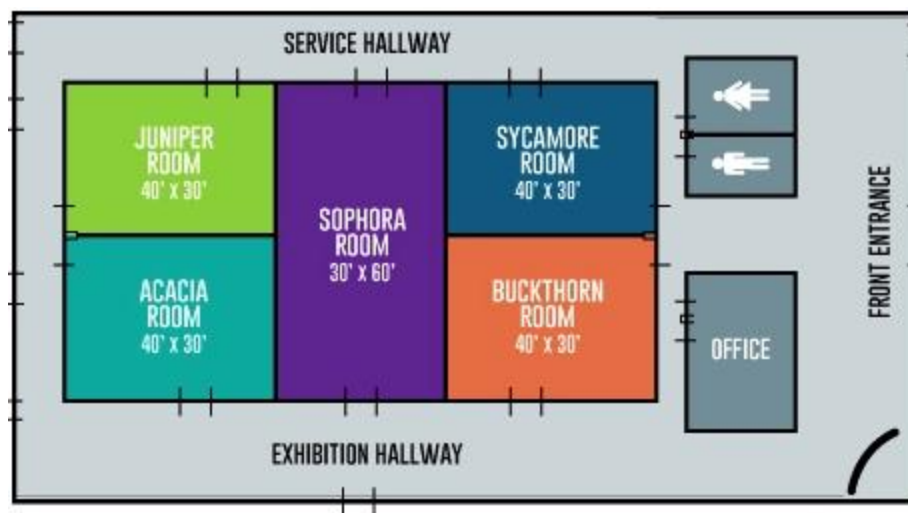 SERVICE HALLWAY
JUNIPER
ROOM
40' x 30'
SOPHORA
ROOM
30' x 60'
SYCAMORE
ROOM
40' x 30'
ACACIA
ROOM
40' x 30'
BUCKTHORN
ROOM
40' x 30'
OFFICE
FRONT ENTRANCE
EXHIBITION HALLWAY